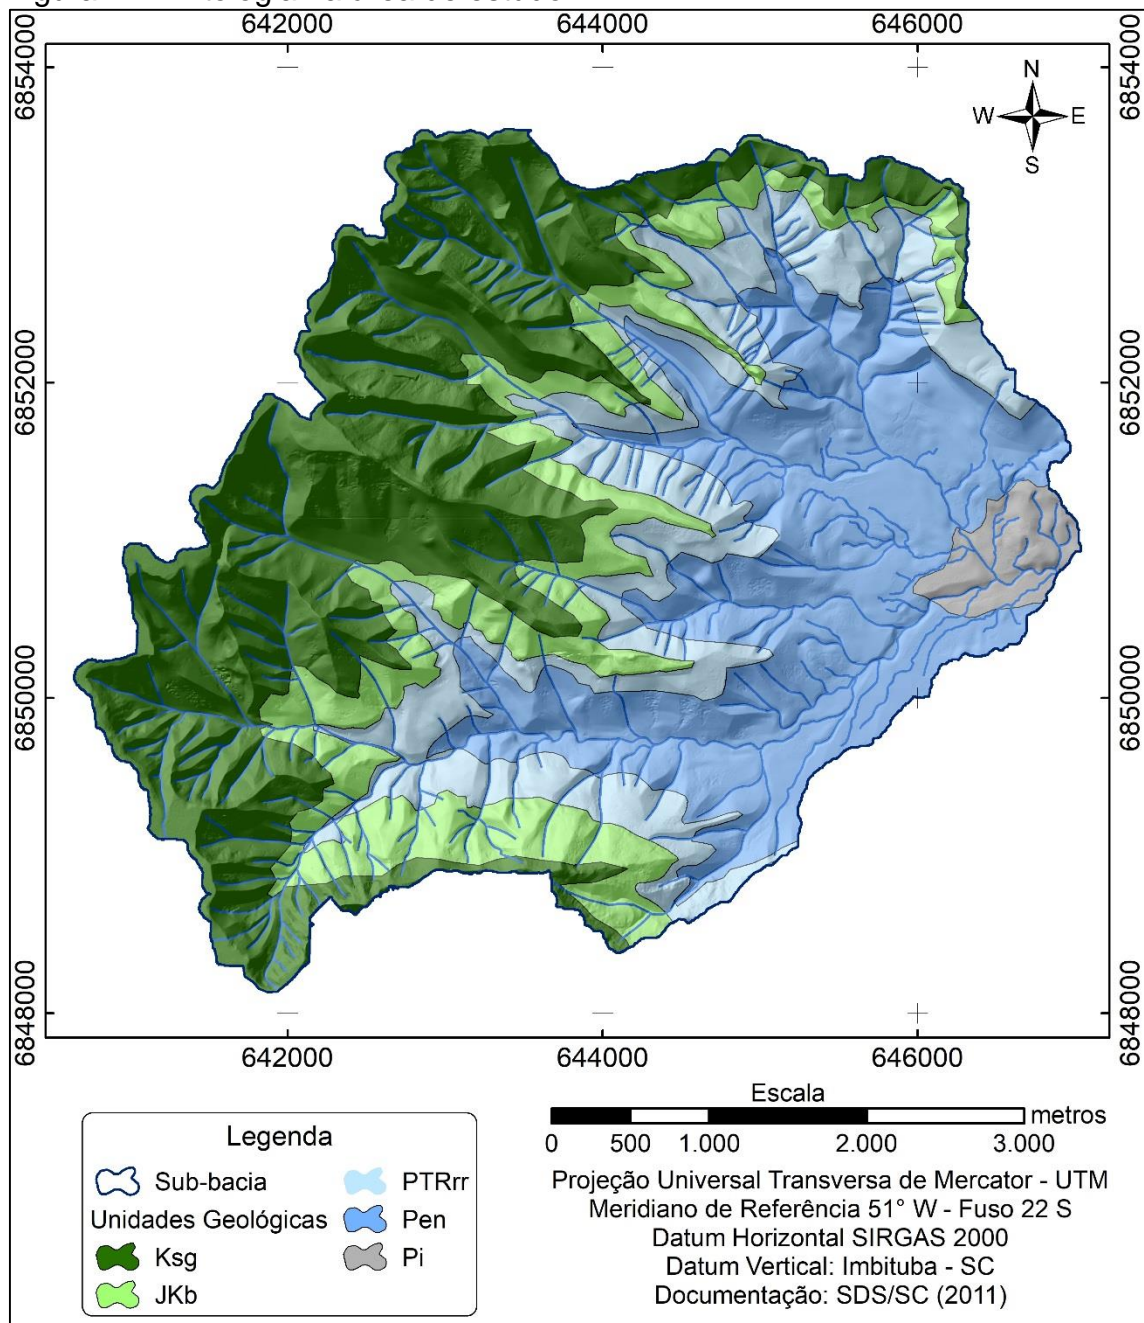 642000 644000 646000
6854000 6854000
N
W E
S
6852000 6852000
6850000 6850000
6848000 6848000
642000 644000 646000
Legenda
Sub-bacia
Unidades Geológicas
Ksg
JKb
PTRrr
Pen
Pi
Escala
metros
0 500 1.000 2.000 3.000
Projeção Universal Transversa de Mercator - UTM
Meridiano de Referência 51° W - Fuso 22 S
Datum Horizontal SIRGAS 2000
Datum Vertical: Imbituba - SC
Documentação: SDS/SC (2011)